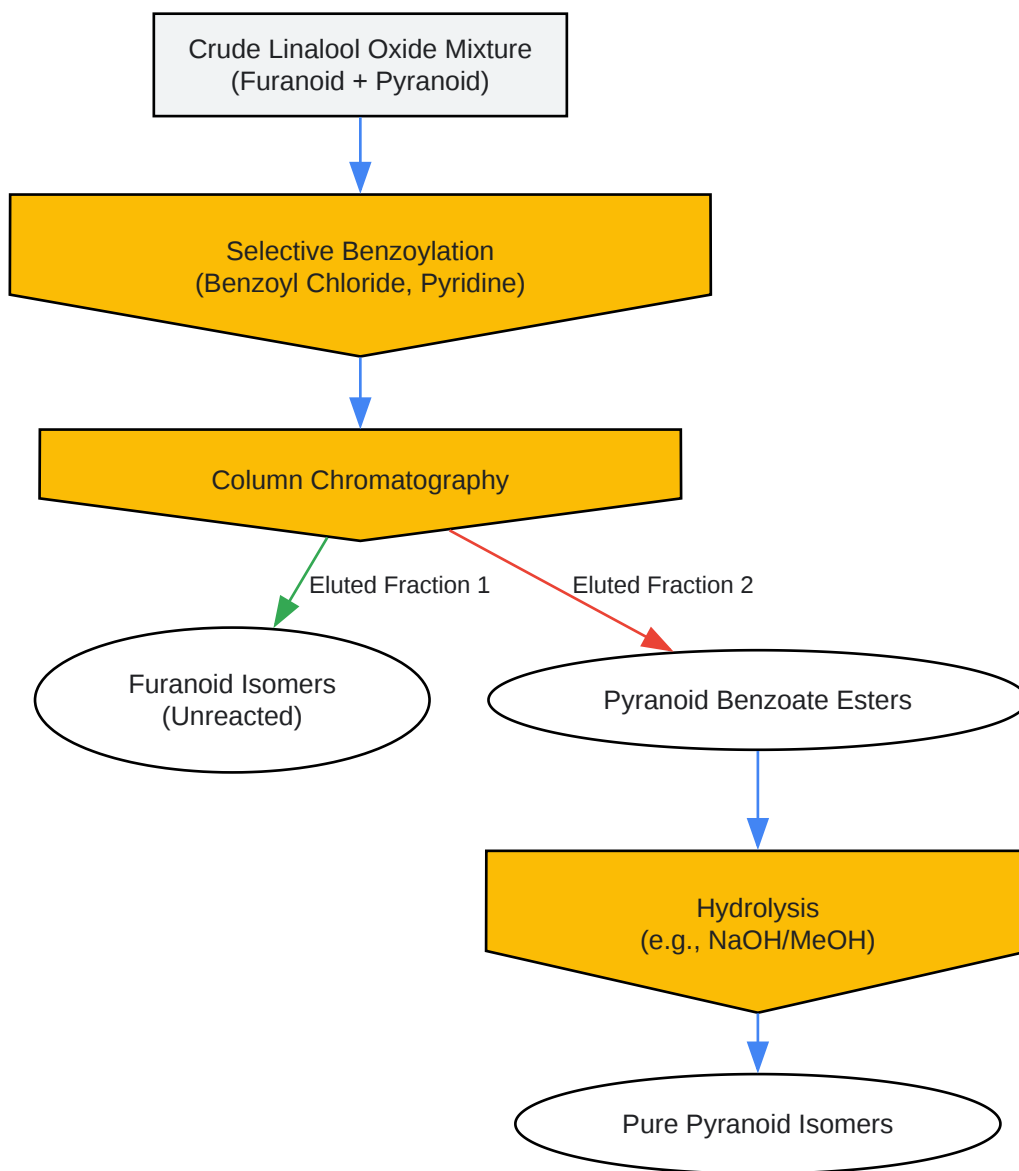 Crude Linalool Oxide Mixture
(Furanoid + Pyranoid)
Selective Benzoylation
(Benzoyl Chloride, Pyridine)
Column Chromatography
Eluted Fraction 1
Eluted Fraction 2
Furanoid Isomers
(Unreacted)
Pyranoid Benzoate Esters
Hydrolysis
(e.g., NaOH/MeOH)
Pure Pyranoid Isomers